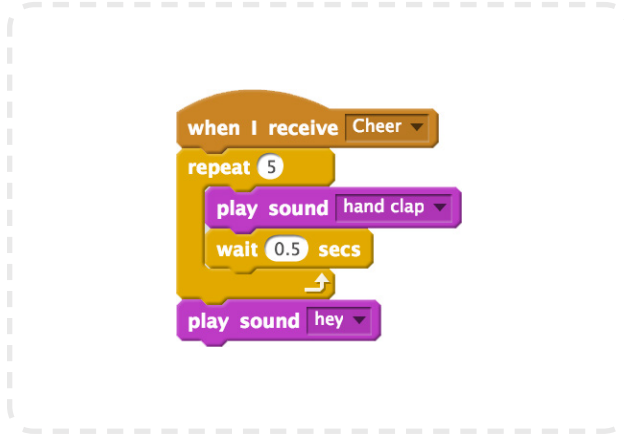 when I receive Cheer
repeat 5
play sound hand clap
wait 0.5 secs
play sound hey